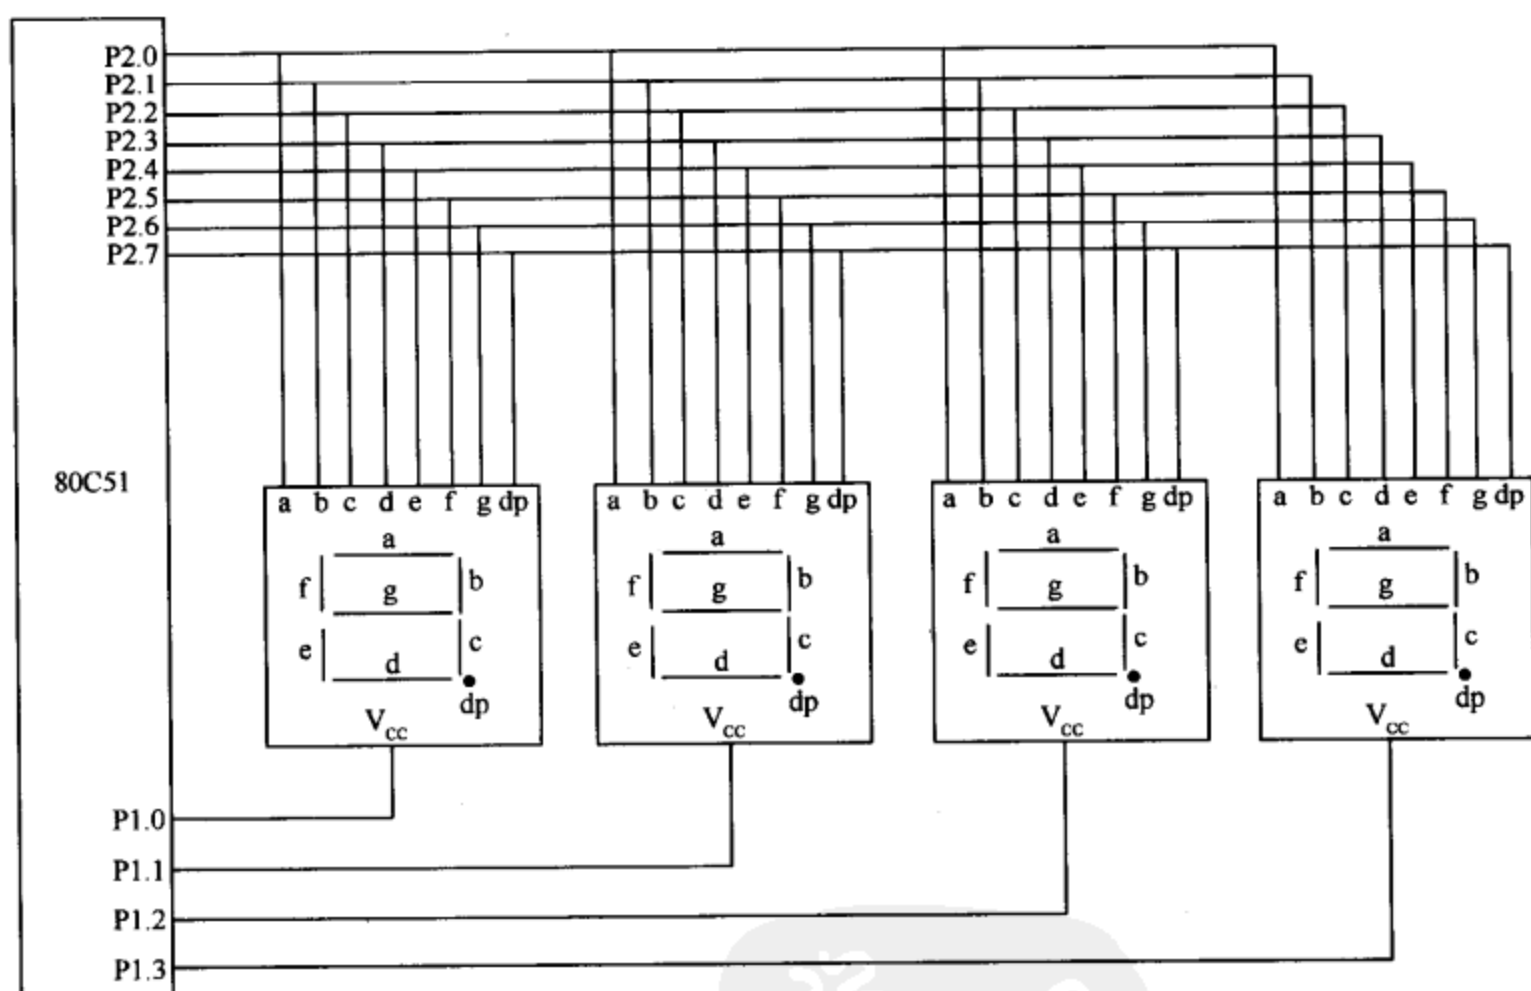 P2.0
P2.1
P2.2
P2.3
P2.4
P2.5
P2.6
P2.7
80C51
a b c d e f g dp
a b c d e f g dp
a b c d e f g dp
a b c d e f g dp
a
f b
g
e c
d
dp
Vcc
a
f b
g
e c
d
dp
Vcc
a
f b
g
e c
d
dp
Vcc
a
f b
g
e c
d
dp
Vcc
P1.0
P1.1
P1.2
P1.3